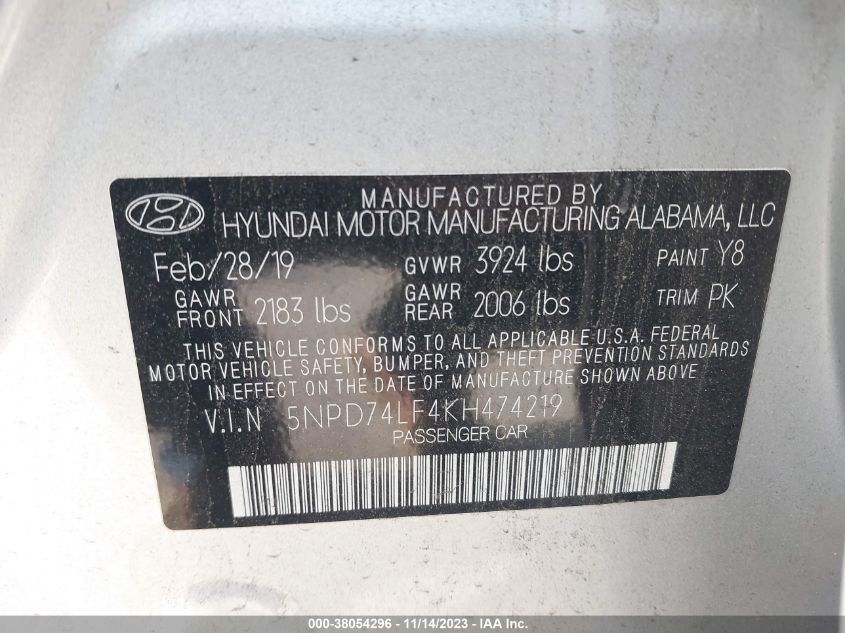 MANUFACTURED BY
HYUNDAI MOTOR MANUFACTURING ALABAMA, LLC
Feb/28/19 GVWR 3924 lbs PAINT Y8
GAWR FRONT 2183 lbs GAWR REAR 2006 lbs TRIM PK
THIS VEHICLE CONFORMS TO ALL APPLICABLE U.S.A. FEDERAL
MOTOR VEHICLE SAFETY, BUMPER, AND THEFT PREVENTION STANDARDS
IN EFFECT ON THE DATE OF MANUFACTURE SHOWN ABOVE
V.I.N 5NPD74LF4KH474219
PASSENGER CAR
000-38054296 - 11/14/2023 - COPYRIGHT IAA, LLC.